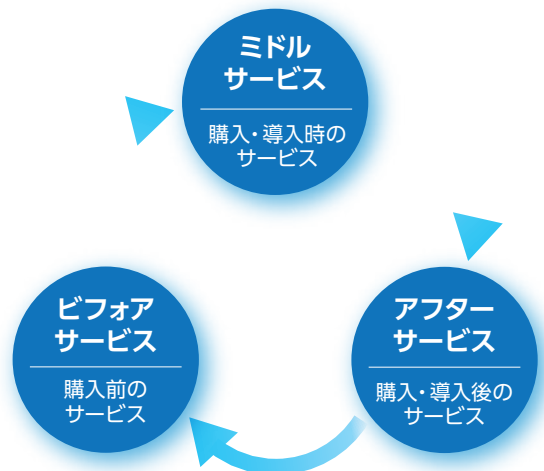 ミドル
サービス
購入・導入時の
サービス
ビフォア
サービス
購入前の
サービス
アフター
サービス
購入・導入後の
サービス